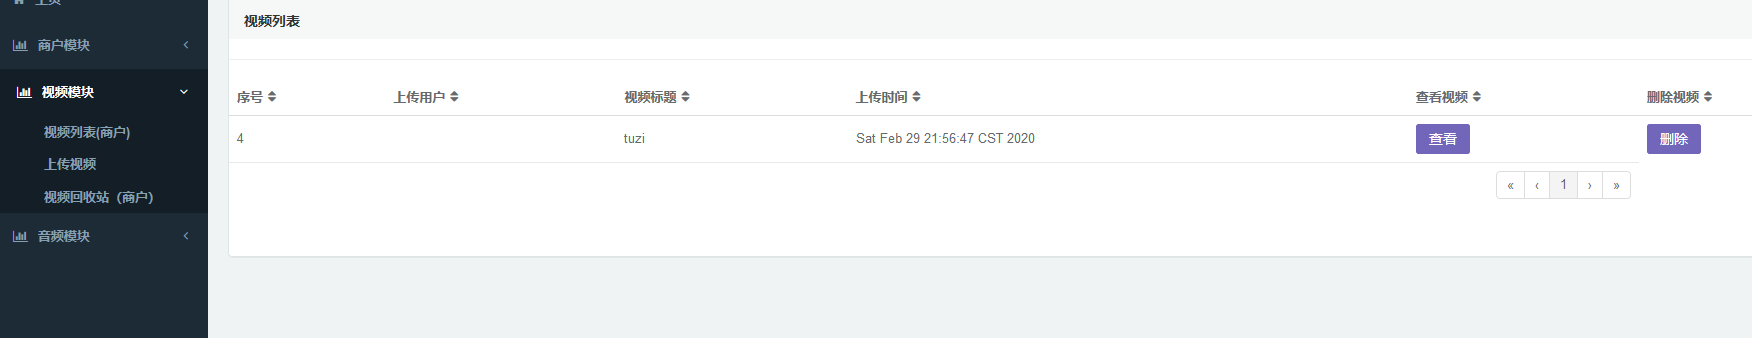 主页
视频列表
商户模块
视频模块
视频列表(商户)
上传视频
视频回收站（商户）
音频模块
序号 上传用户 视频标题 上传时间 查看视频 删除视频
4 tuzi Sat Feb 29 21:56:47 CST 2020 查看 删除
« ‹ 1 › »